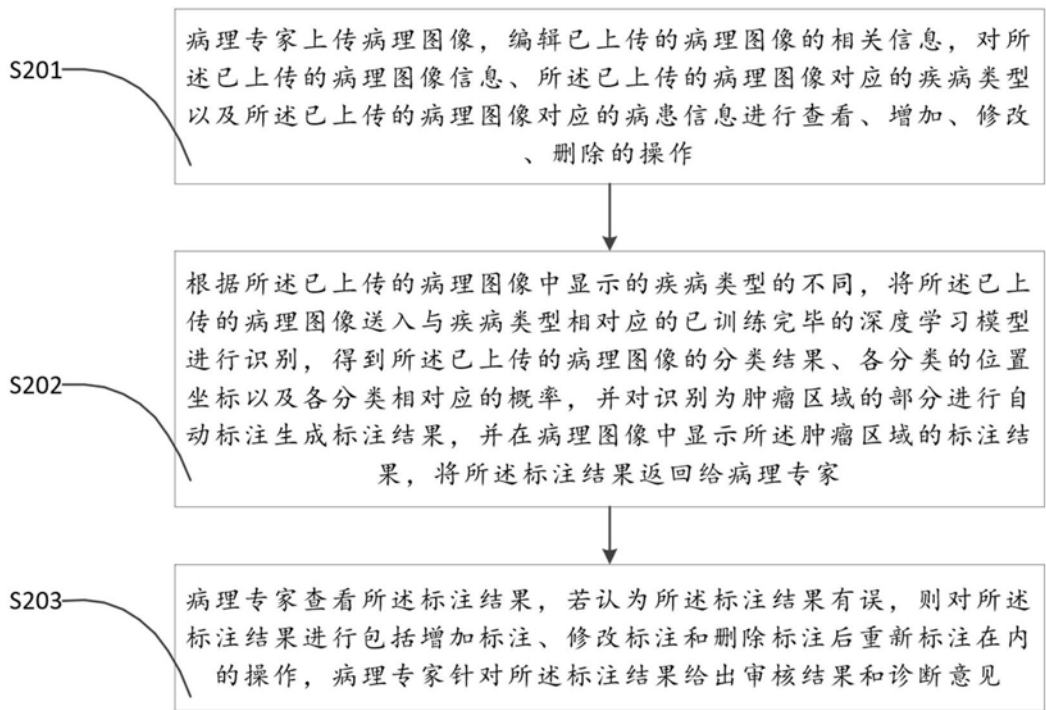 S201
病理专家上传病理图像，编辑已上传的病理图像的相关信息，对所
述已上传的病理图像信息、所述已上传的病理图像对应的疾病类型
以及所述已上传的病理图像对应的病患信息进行查看、增加、修改
、删除的操作
S202
根据所述已上传的病理图像中显示的疾病类型的不同，将所述已上
传的病理图像送入与疾病类型相对应的已训练完毕的深度学习模型
进行识别，得到所述已上传的病理图像的分类结果、各分类的位置
坐标以及各分类相对应的概率，并对识别为肿瘤区域的部分进行自
动标注生成标注结果，并在病理图像中显示所述肿瘤区域的标注结
果，将所述标注结果返回给病理专家
S203
病理专家查看所述标注结果，若认为所述标注结果有误，则对所述
标注结果进行包括增加标注、修改标注和删除标注后重新标注在内
的操作，病理专家针对所述标注结果给出审核结果和诊断意见